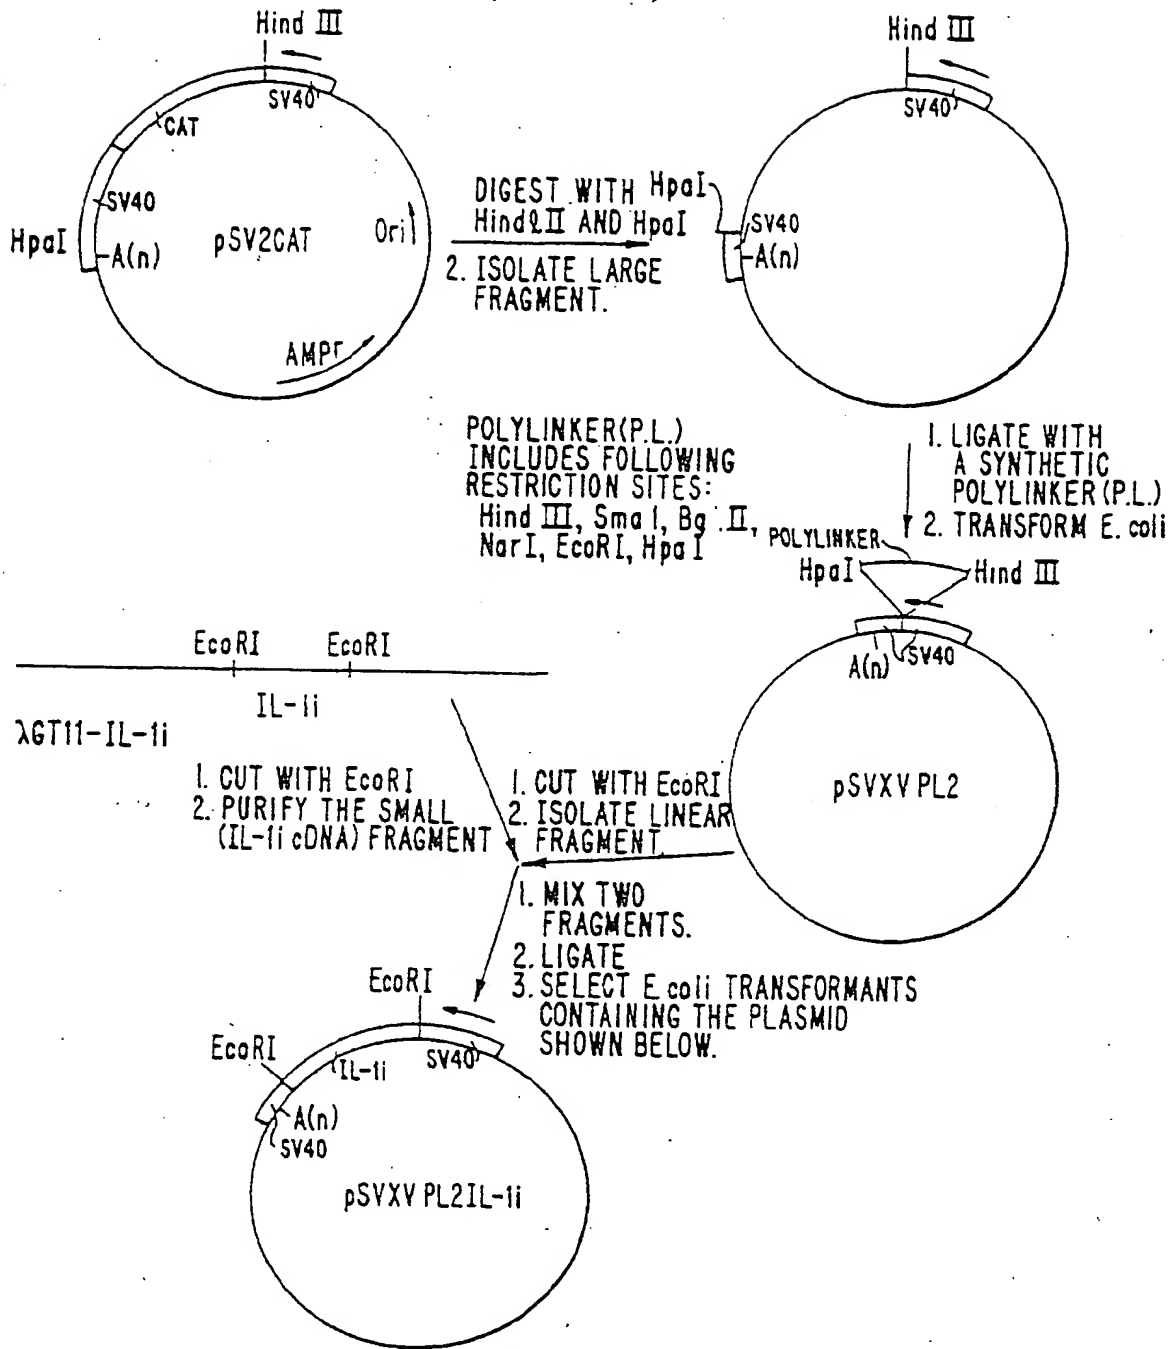 Hind III
SV40
CAT
SV40
HpaI
A(n)
pSV2CAT
Ori
AMPr
DIGEST WITH
Hind2II AND HpaI
2. ISOLATE LARGE
FRAGMENT.
Hind III
SV40
HpaI
SV40
A(n)
POLYLINKER(P.L.)
INCLUDES FOLLOWING
RESTRICTION SITES:
Hind III, Sma I, Bg .II,
NarI, EcoRI, HpaI
1. LIGATE WITH
A SYNTHETIC
POLYLINKER(P.L.)
2. TRANSFORM E. coli
POLYLINKER
HpaI
Hind III
A(n)
SV40
pSVXV PL2
EcoRI
EcoRI
IL-1i
λGT11-IL-1i
1. CUT WITH EcoRI
2. PURIFY THE SMALL
(IL-1i cDNA) FRAGMENT
1. CUT WITH EcoRI
2. ISOLATE LINEAR
FRAGMENT.
1. MIX TWO
FRAGMENTS.
2. LIGATE
3. SELECT E. coli TRANSFORMANTS
CONTAINING THE PLASMID
SHOWN BELOW.
EcoRI
EcoRI
IL-1i
SV40
A(n)
SV40
pSVXV PL2IL-1i